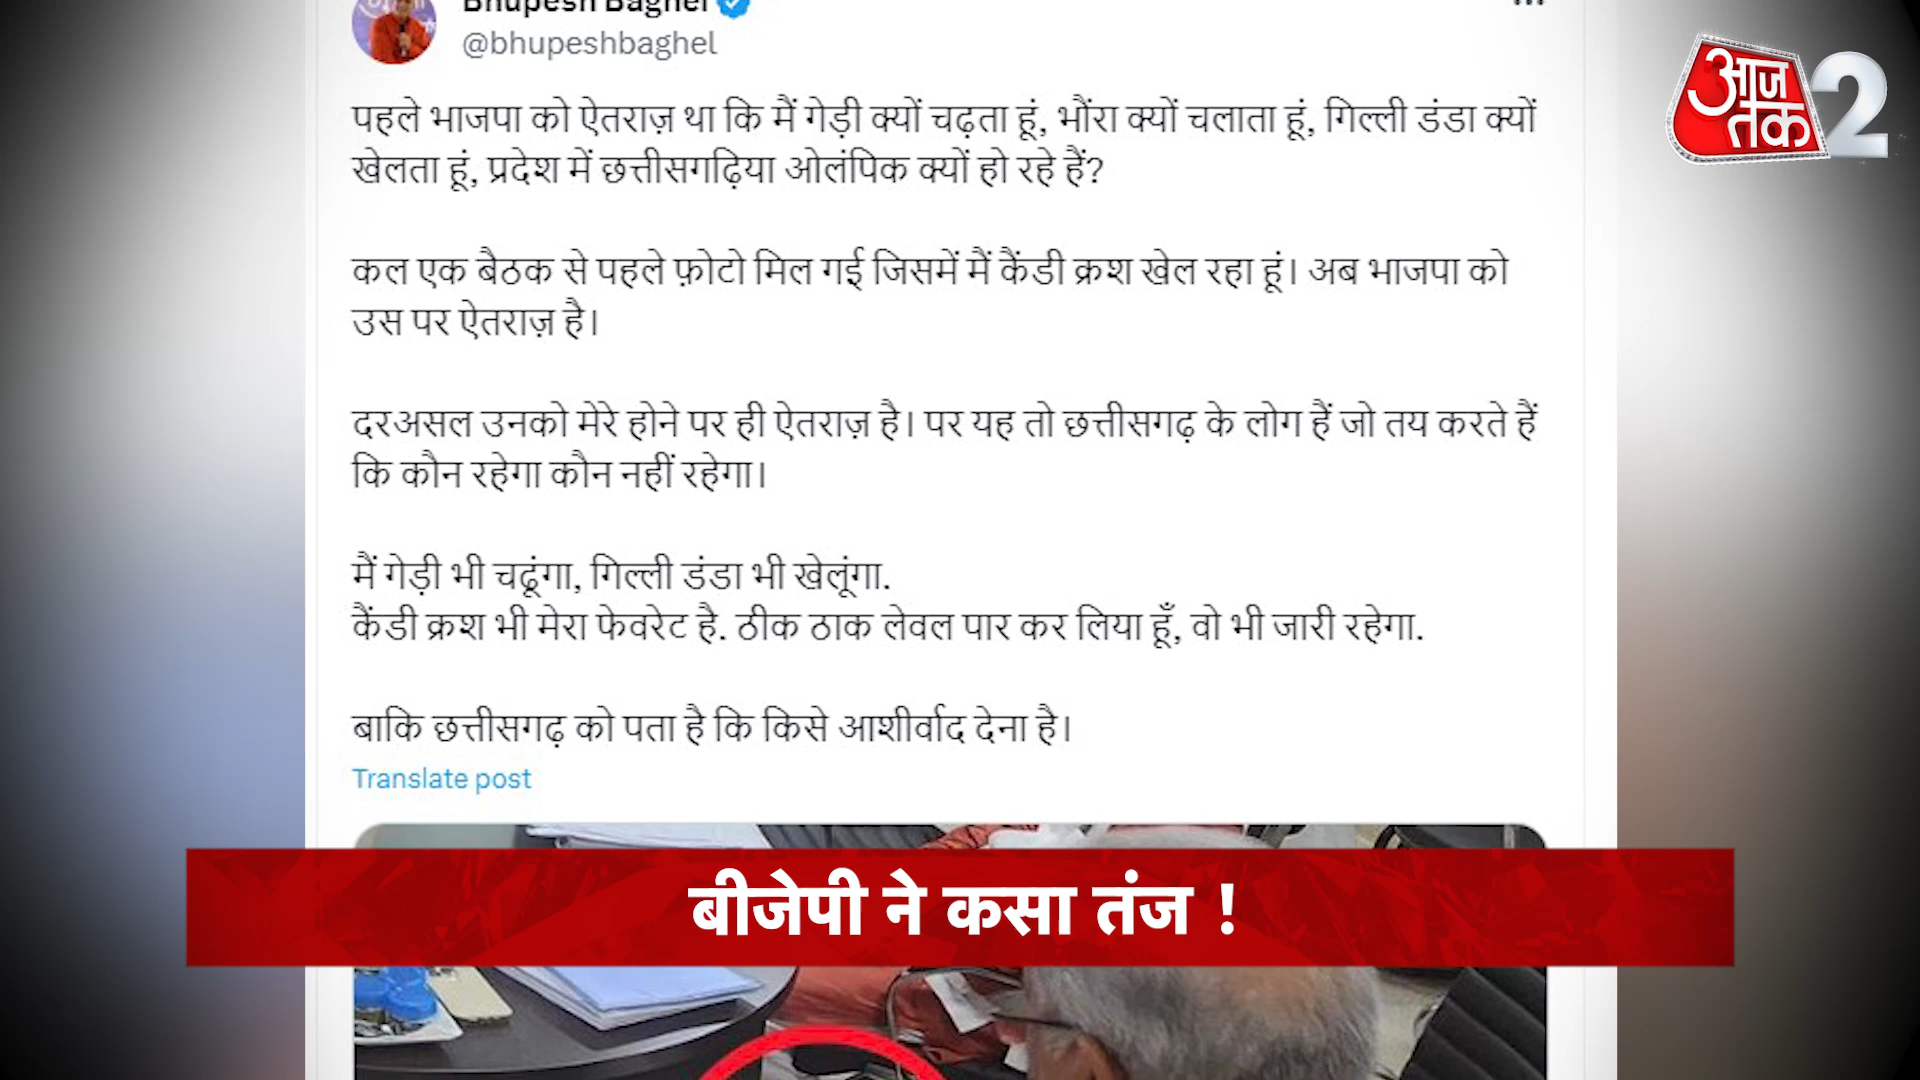 Bhupesh Baghel
@bhupeshbaghel
आज तक 2
पहले भाजपा को ऐतराज़ था कि मैं गेड़ी क्यों चढ़ता हूं, भौंरा क्यों चलाता हूं, गिल्ली डंडा क्यों
खेलता हूं, प्रदेश में छत्तीसगढ़िया ओलंपिक क्यों हो रहे हैं?
कल एक बैठक से पहले फ़ोटो मिल गई जिसमें मैं कैंडी क्रश खेल रहा हूं। अब भाजपा को
उस पर ऐतराज़ है।
दरअसल उनको मेरे होने पर ही ऐतराज़ है। पर यह तो छत्तीसगढ़ के लोग हैं जो तय करते हैं
कि कौन रहेगा कौन नहीं रहेगा।
मैं गेड़ी भी चढूंगा, गिल्ली डंडा भी खेलूंगा.
कैंडी क्रश भी मेरा फेवरेट है. ठीक ठाक लेवल पार कर लिया हूँ, वो भी जारी रहेगा.
बाकि छत्तीसगढ़ को पता है कि किसे आशीर्वाद देना है।
Translate post
बीजेपी ने कसा तंज !